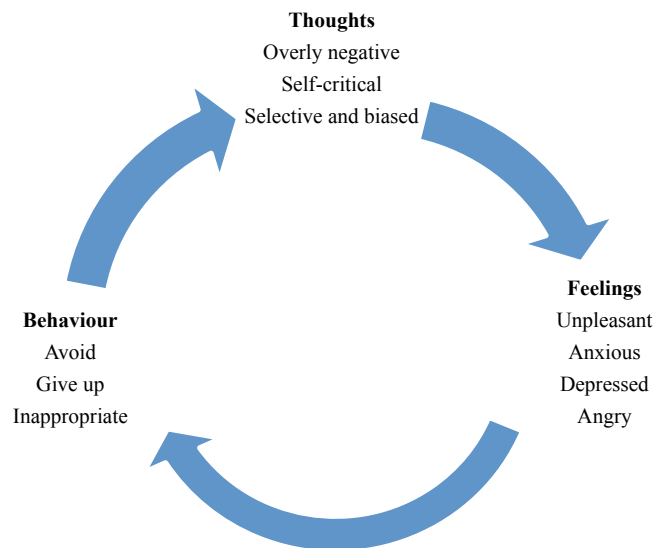 Thoughts
Overly negative
Self-critical
Selective and biased
Feelings
Unpleasant
Anxious
Depressed
Angry
Behaviour
Avoid
Give up
Inappropriate